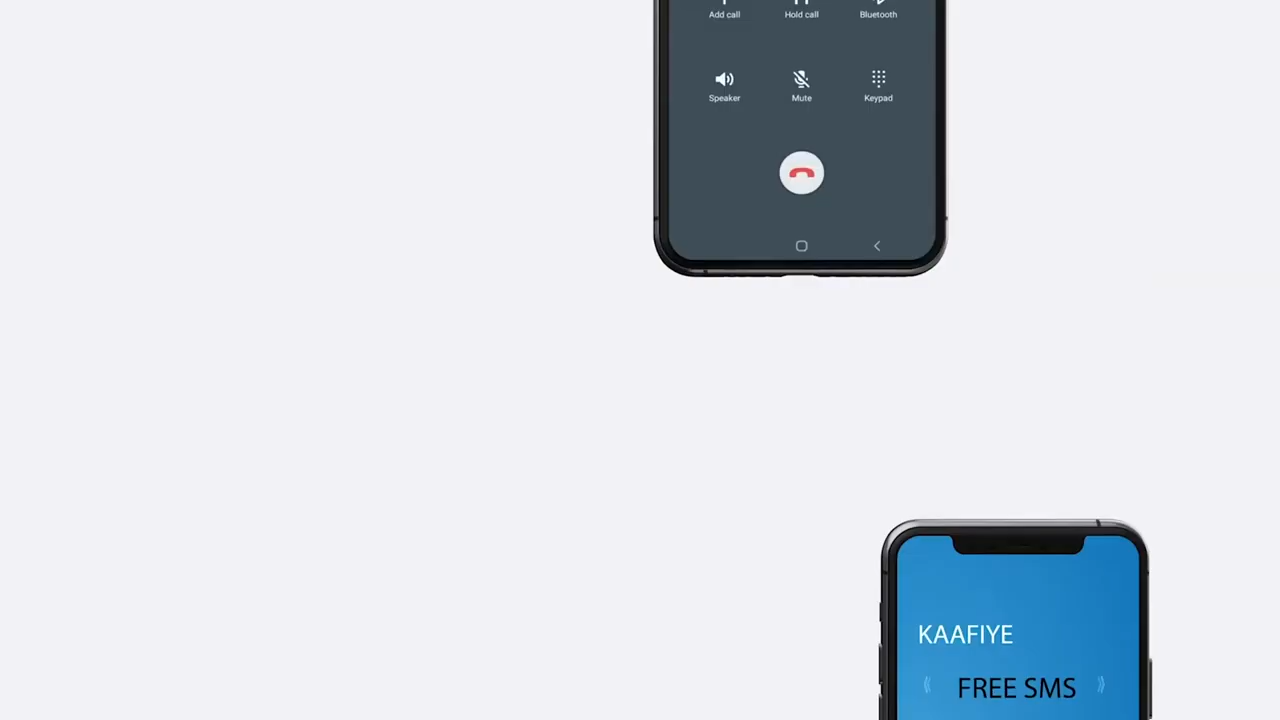 Add call Hold call Bluetooth
Speaker Mute Keypad
KAAFIYE
FREE SMS